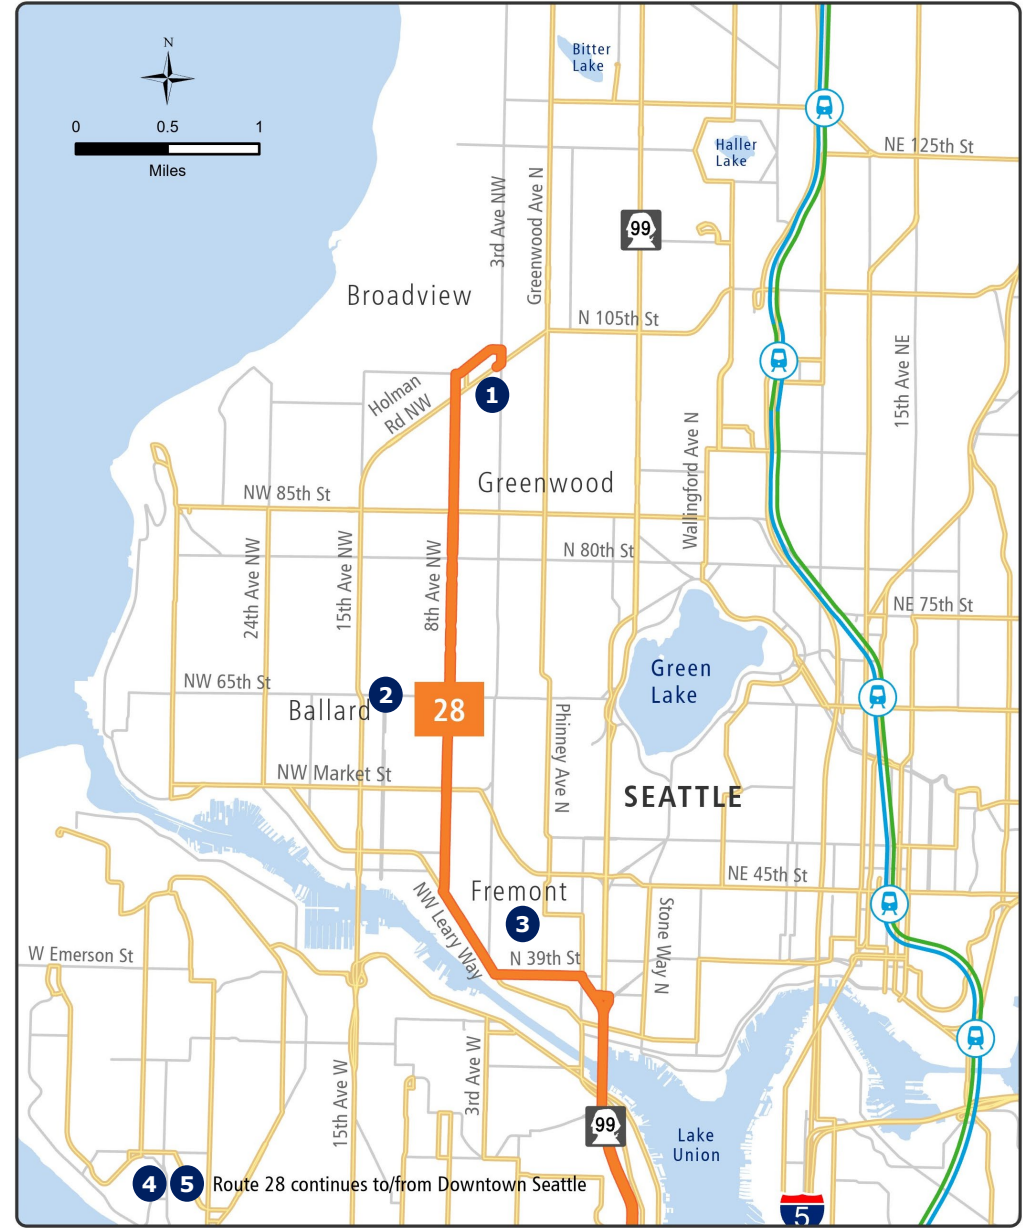 N
Bitter
Lake
0 0.5 1
Miles
NE 125th St
Haller
Lake
3rd Ave NW
Greenwood Ave N
99
Broadview
N 105th St
15th Ave NE
Holman
Rd NW
1
Wallingford Ave N
Greenwood
NW 85th St
24th Ave NW
15th Ave NW
8th Ave NW
N 80th St
NE 75th St
Green
Lake
NW 65th St
2
Ballard
28
Phinney Ave N
NW Market St
SEATTLE
NE 45th St
Fremont
3
NW Leary Way
Stone Way N
W Emerson St
N 39th St
3rd Ave W
15th Ave W
99
Lake
Union
4 5 Route 28 continues to/from Downtown Seattle
5